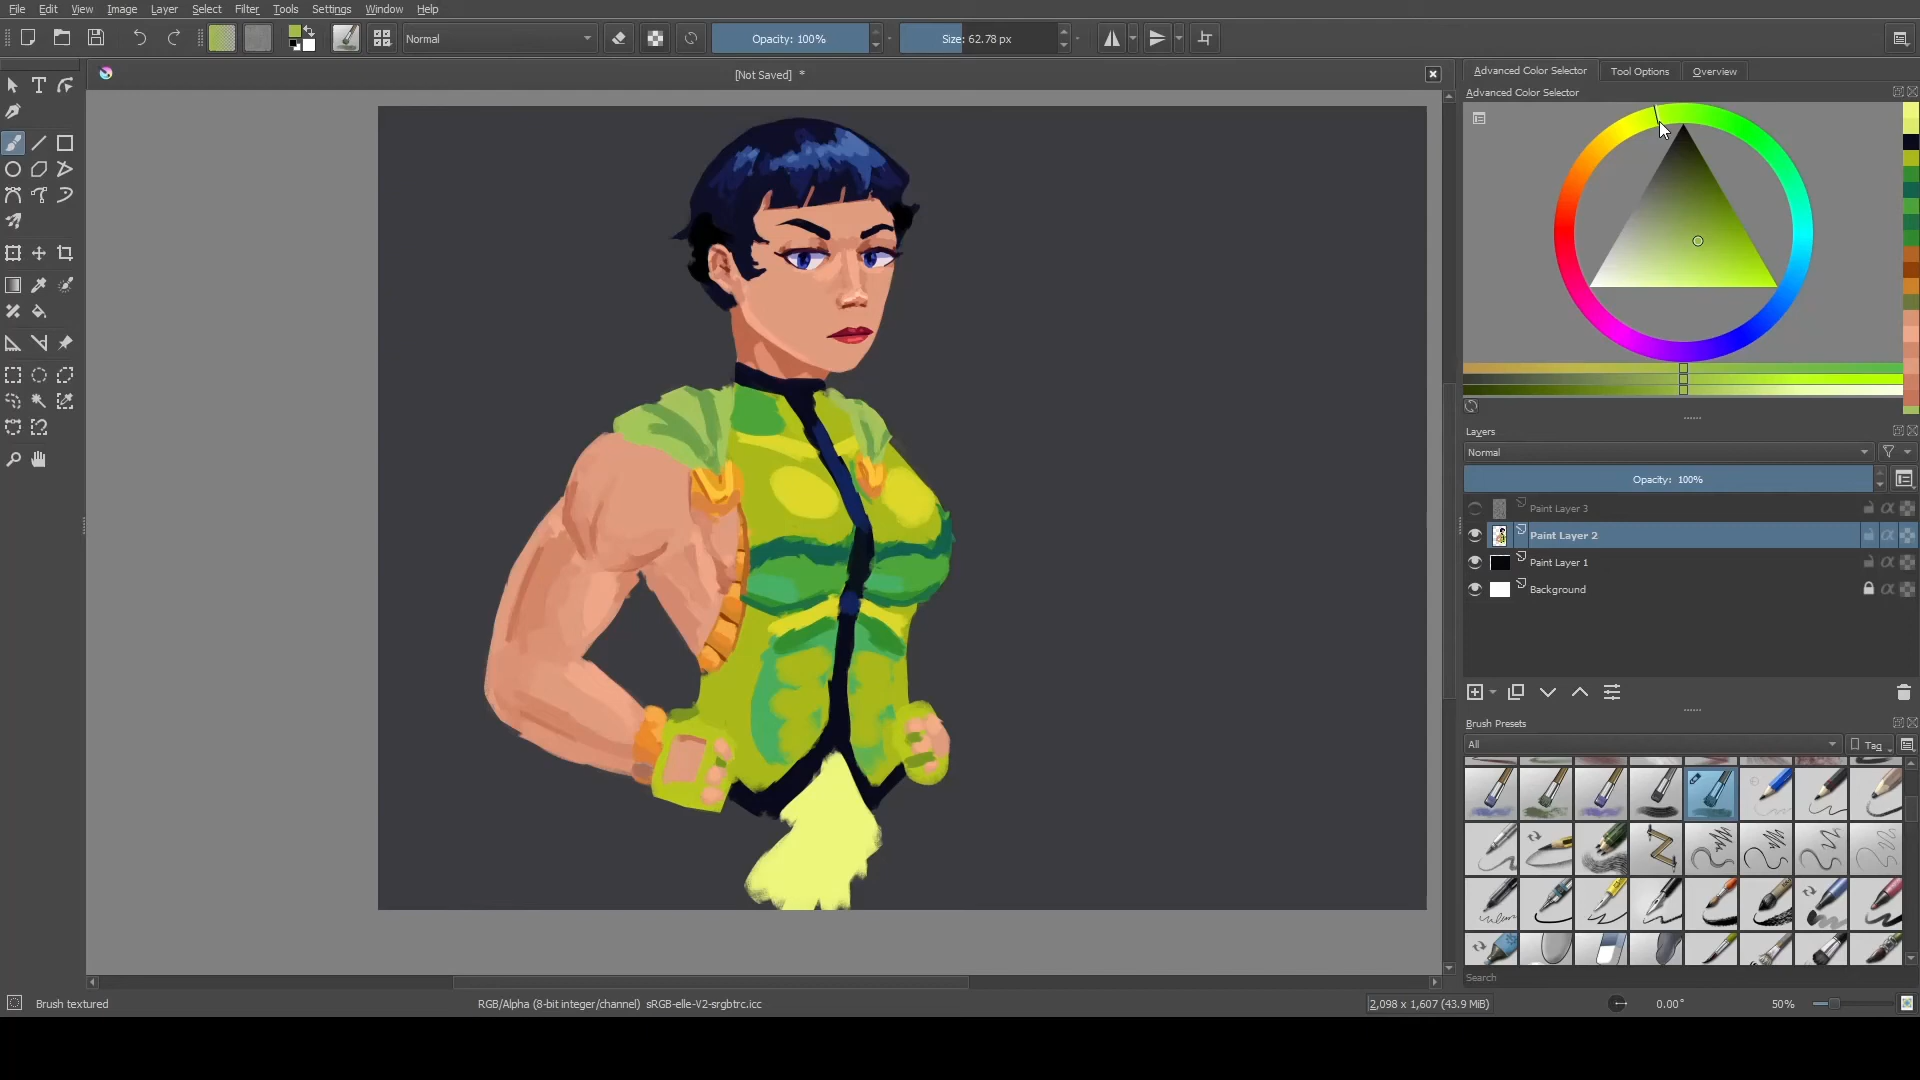 File Edit View Image Layer Select Filter Tools Settings Window Help
Normal Opacity: 100% Size: 62.78 px
[Not Saved] *
Advanced Color Selector Tool Options Overview
Advanced Color Selector
Layers
Normal
Opacity: 100%
Paint Layer 3
Paint Layer 2
Paint Layer 1
Background
Brush Presets
All Tag
Search
Brush textured RGB/Alpha (8-bit integer/channel) sRGB-elle-V2-srgbtrc.icc 2,098 x 1,607 (43.9 MiB) 0.00° 50%